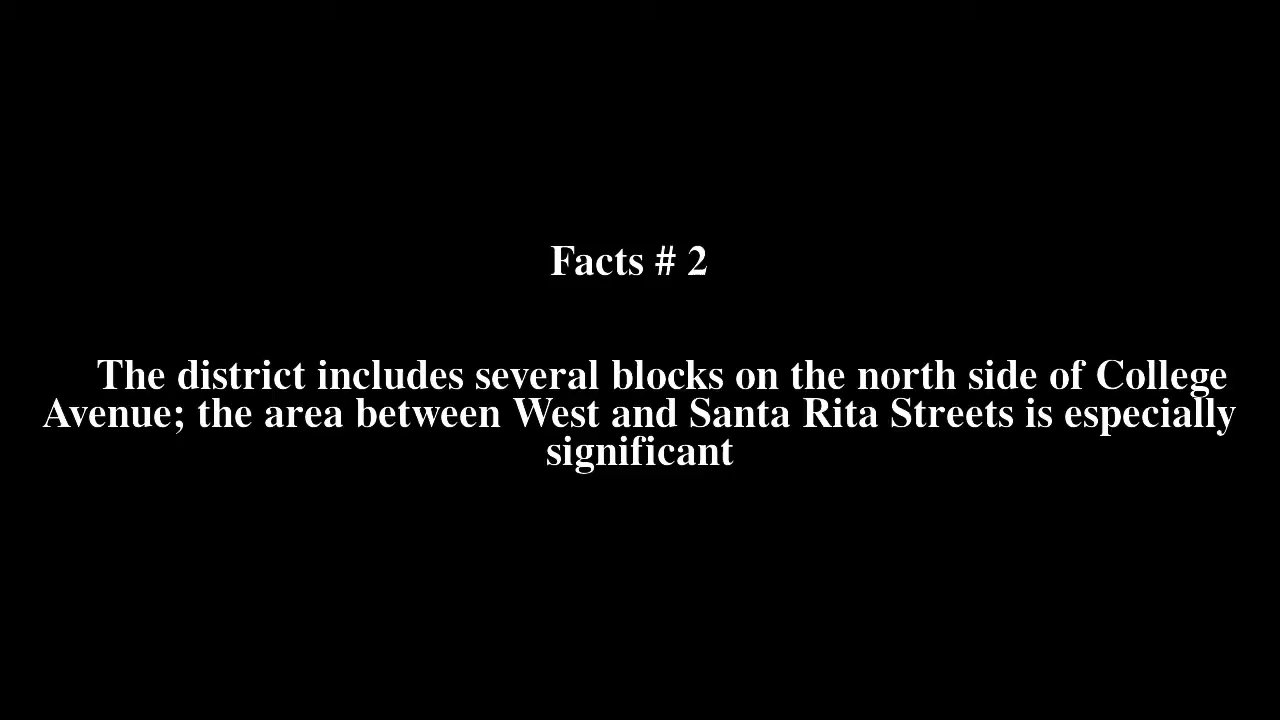 Facts # 2
The district includes several blocks on the north side of College
Avenue; the area between West and Santa Rita Streets is especially
significant